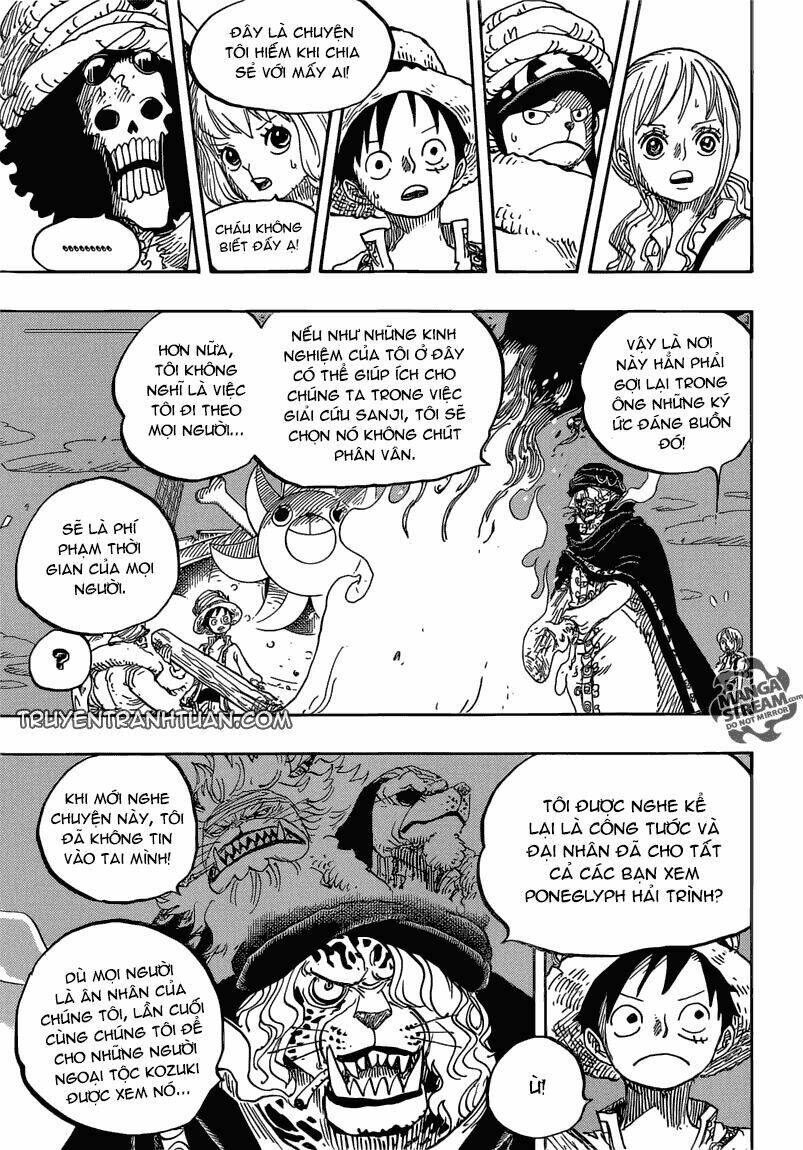 ĐÂY LÀ CHUYỆN
TÔI HIẾM KHI CHIA
SẺ VỚI MẤY AI!
CHÁU KHÔNG
BIẾT ĐẤY Ạ!
VẬY LÀ NƠI
NÀY HẲN PHẢI
GỢI LẠI TRONG
ÔNG NHỮNG KÝ
ỨC ĐÁNG BUỒN
ĐÓ!
NẾU NHƯ NHỮNG KINH
NGHIỆM CỦA TÔI Ở ĐÂY
CÓ THỂ GIÚP ÍCH CHO
CHÚNG TA TRONG VIỆC
GIẢI CỨU SANJI, TÔI SẼ
CHỌN NÓ KHÔNG CHÚT
PHÂN VÂN.
HƠN NỮA,
TÔI KHÔNG
NGHĨ LÀ VIỆC
TÔI ĐI THEO
MỌI NGƯỜI...
SẼ LÀ PHÍ
PHẠM THỜI
GIAN CỦA MỌI
NGƯỜI.
?
TRUYENTRANHTUAN.COM
MANGA
STREAM.com
DO NOT MIRROR
TÔI ĐƯỢC NGHE KỂ
LẠI LÀ CÔNG TƯỚC VÀ
ĐẠI NHÂN ĐÃ CHO TẤT
CẢ CÁC BẠN XEM
PONEGLYPH HẢI TRÌNH?
Ừ!
KHI MỚI NGHE
CHUYỆN NÀY, TÔI
ĐÃ KHÔNG TIN
VÀO TAI MÌNH!
DÙ MỌI NGƯỜI
LÀ ÂN NHÂN CỦA
CHÚNG TÔI, LẦN CUỐI
CÙNG CHÚNG TÔI ĐỂ
CHO NHỮNG NGƯỜI
NGOẠI TỘC KOZUKI
ĐƯỢC XEM NÓ...